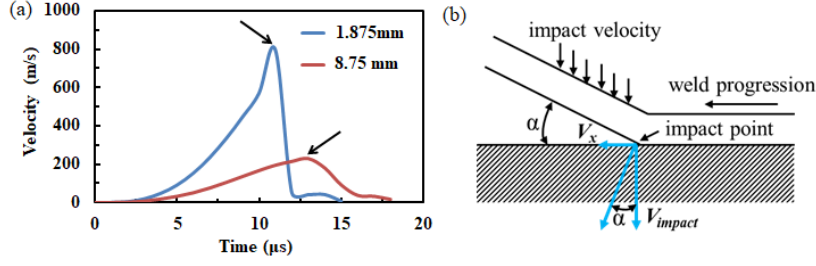 (a)
1000
800
600
400
200
0
Velocity (m/s)
1.875mm
8.75 mm
0 5 10 15 20
Time (μs)
(b)
impact velocity
weld progression
α
Vx
impact point
α
Vimpact